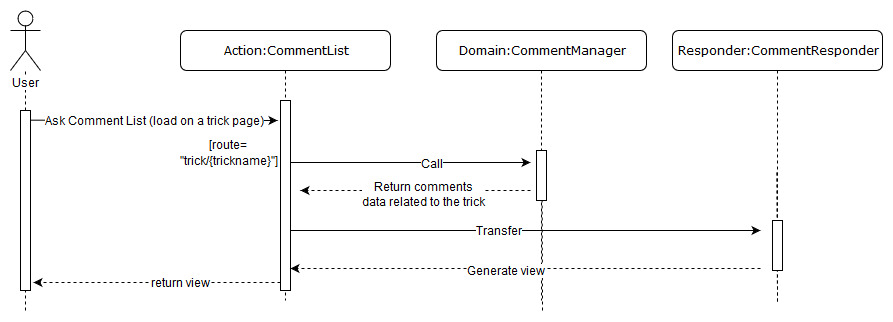 Action:CommentList
Domain:CommentManager
Responder:CommentResponder
User
Ask Comment List (load on a trick page)
[route=
"trick/{trickname}"]
Call
Return comments
data related to the trick
Transfer
Generate view
return view